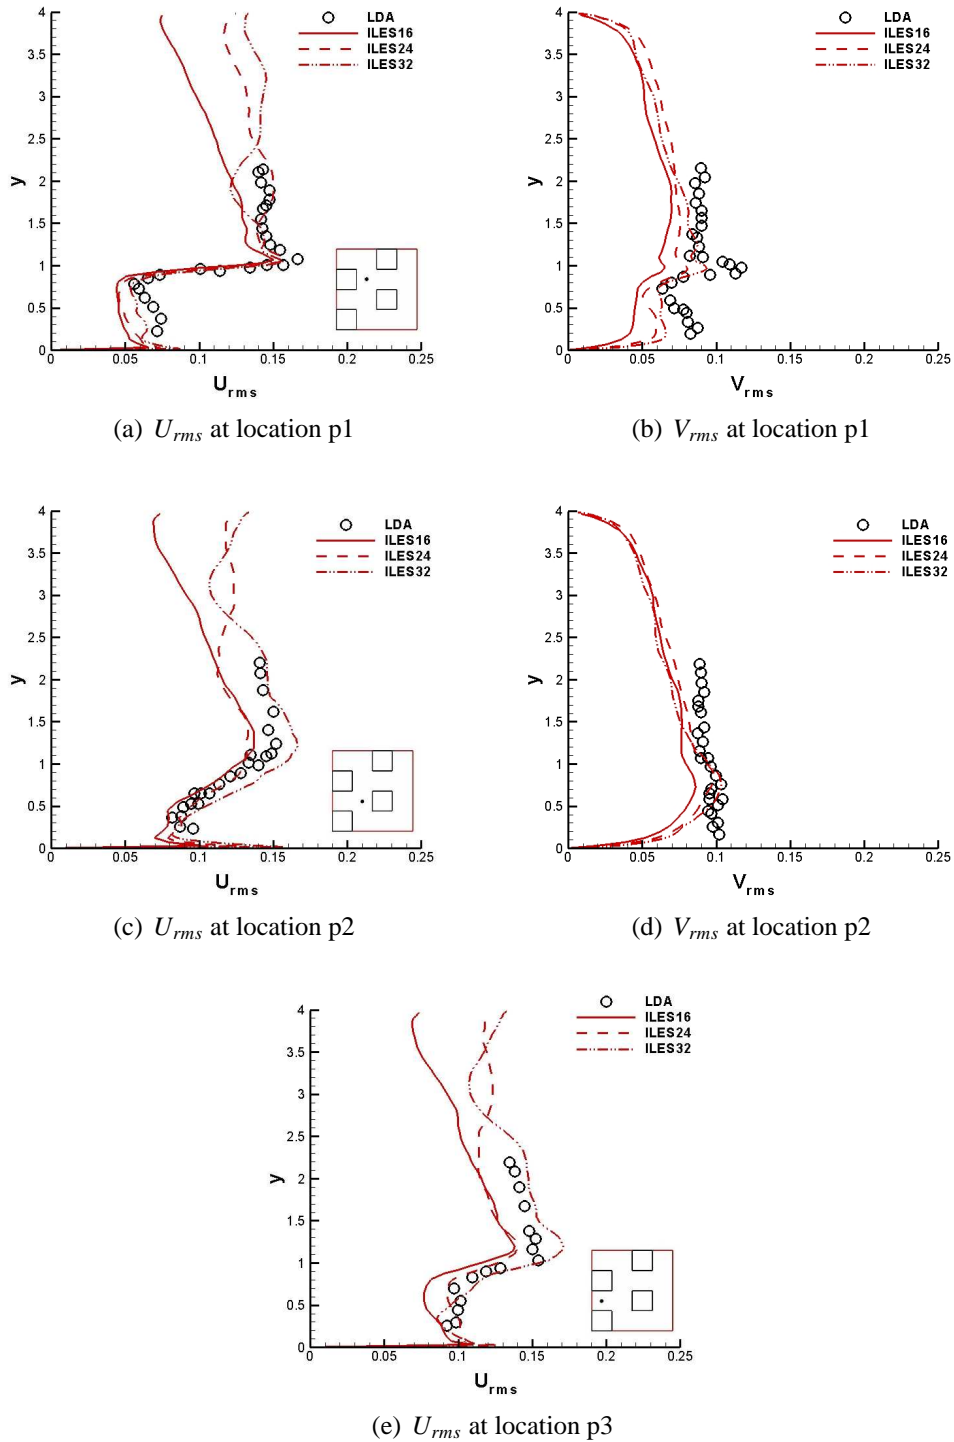 LDA
ILES16
ILES24
ILES32
4
3.5
3
2.5
2
1.5
1
0.5
0
y
0.05
0.1
0.15
0.2
0.25
Urms
(a) Urms at location p1
LDA
ILES16
ILES24
ILES32
4
3.5
3
2.5
2
1.5
1
0.5
0
y
0
0.05
0.1
0.15
0.2
0.25
Vrms
(b) Vrms at location p1
LDA
ILES16
ILES24
ILES32
4
3.5
3
2.5
2
1.5
1
0.5
0
y
0.05
0.1
0.15
0.2
0.25
Urms
(c) Urms at location p2
LDA
ILES16
ILES24
ILES32
4
3.5
3
2.5
2
1.5
1
0.5
0
y
0
0.05
0.1
0.15
0.2
0.25
Vrms
(d) Vrms at location p2
LDA
ILES16
ILES24
ILES32
4
3.5
3
2.5
2
1.5
1
0.5
0
y
0
0.05
0.1
0.15
0.2
0.25
Urms
(e) Urms at location p3